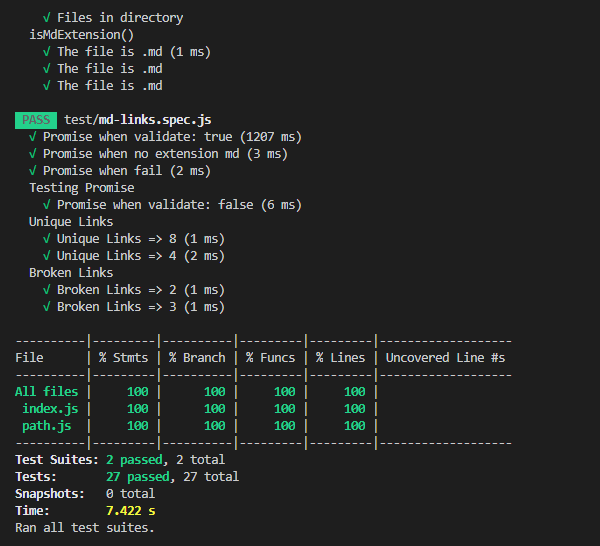 √ Files in directory
isMdExtension()
√ The file is .md (1 ms)
√ The file is .md
√ The file is .md
PASS test/md-links.spec.js
√ Promise when validate: true (1207 ms)
√ Promise when no extension md (3 ms)
√ Promise when fail (2 ms)
Testing Promise
√ Promise when validate: false (6 ms)
Unique Links
√ Unique Links => 8 (1 ms)
√ Unique Links => 4 (2 ms)
Broken Links
√ Broken Links => 2 (1 ms)
√ Broken Links => 3 (1 ms)
----------|---------|----------|---------|---------|-------------------
File      | % Stmts | % Branch | % Funcs | % Lines | Uncovered Line #s
----------|---------|----------|---------|---------|-------------------
All files |     100 |      100 |     100 |     100 |
index.js |     100 |      100 |     100 |     100 |
path.js  |     100 |      100 |     100 |     100 |
----------|---------|----------|---------|---------|-------------------
Test Suites: 2 passed, 2 total
Tests:       27 passed, 27 total
Snapshots:   0 total
Time:        7.422 s
Ran all test suites.